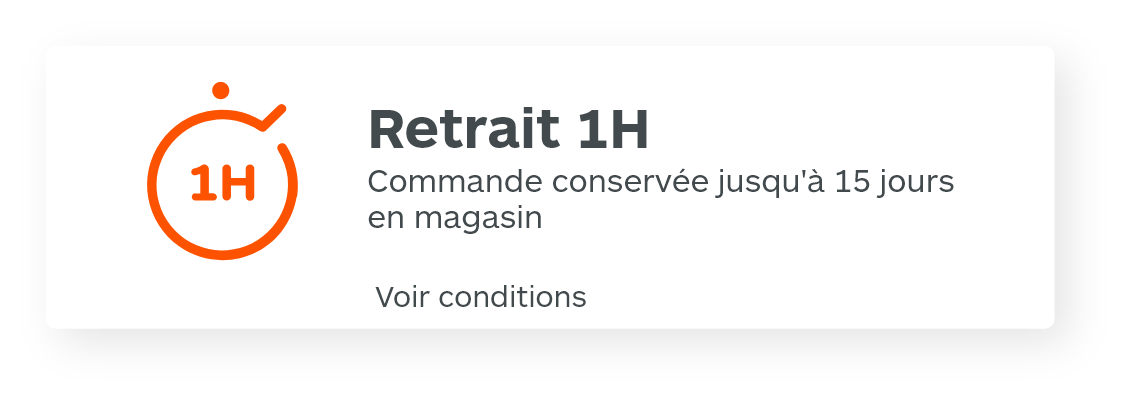 1H
Retrait 1H
Commande conservée jusqu'à 15 jours
en magasin
Voir conditions